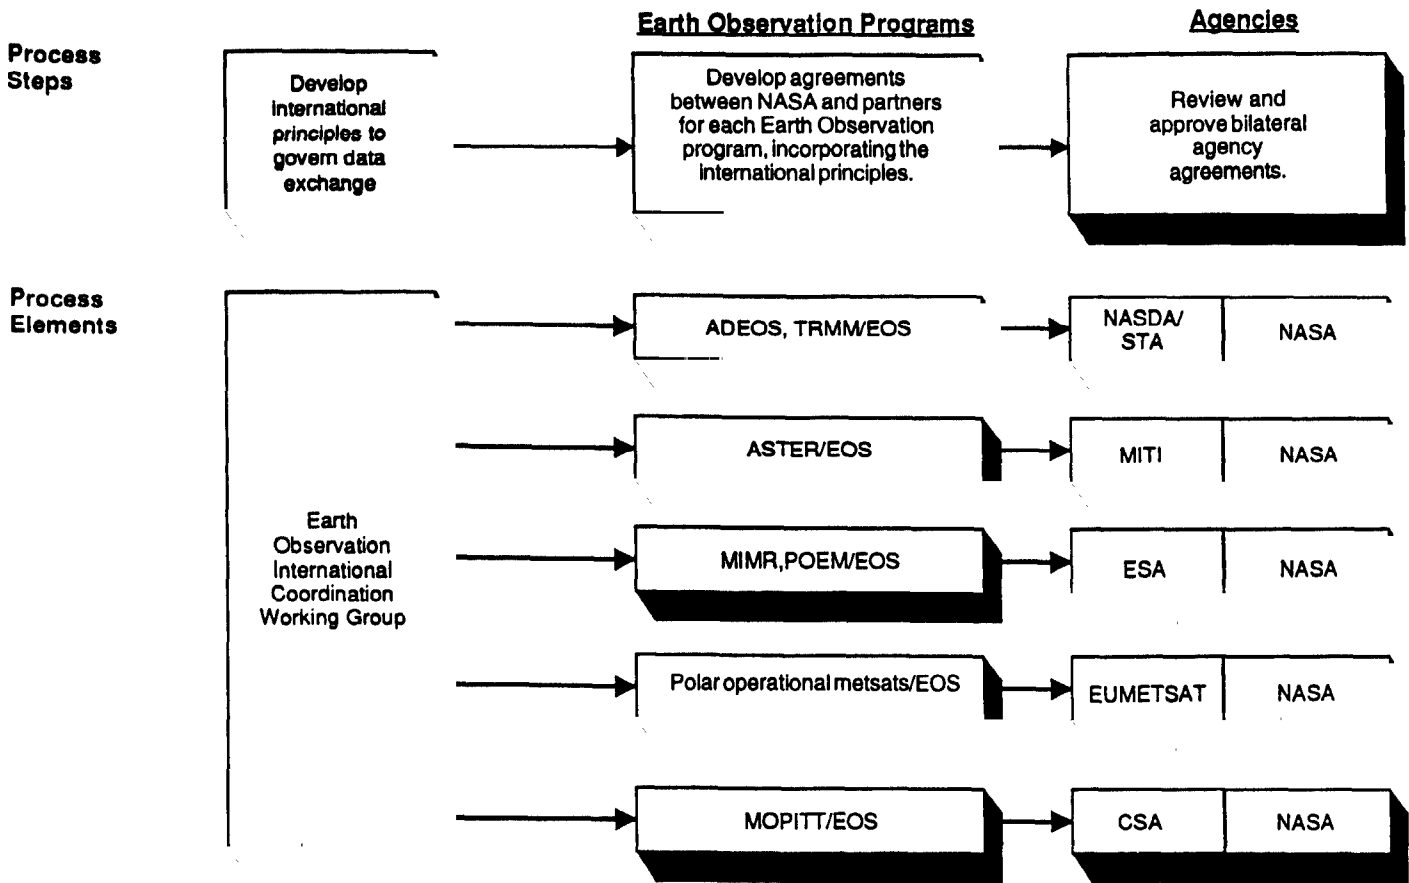 Earth Observation Programs
Agencies
Process
Steps
Develop
international
principles to
govern data
exchange
Develop agreements
between NASA and partners
for each Earth Observation
program, incorporating the
international principles.
Review and
approve bilateral
agency
agreements.
Process
Elements
Earth
Observation
International
Coordination
Working Group
ADEOS, TRMM/EOS
NASDA/
STA
NASA
ASTER/EOS
MITI
NASA
MIMR,POEM/EOS
ESA
NASA
Polar operational metsats/EOS
EUMETSAT
NASA
MOPITT/EOS
CSA
NASA